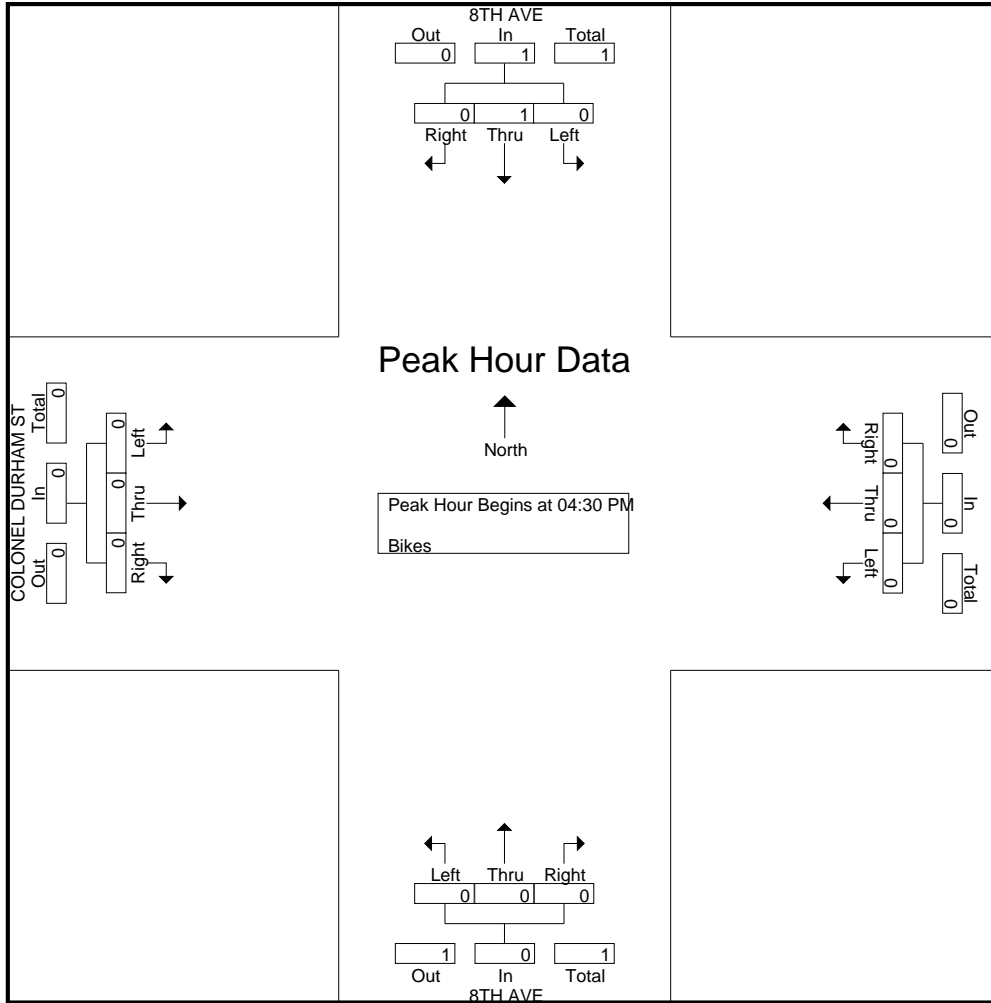 8TH AVE
Out In Total
0 1 1
0 1 0
Right Thru Left
Peak Hour Data
North
Peak Hour Begins at 04:30 PM
Bikes
COLONEL DURHAM ST
Out In Total
0 0 0
0 0 0
Right Thru Left
Right Thru Left
0 0 0
Out In Total
0 0 0
Left Thru Right
0 0 0
1 0 1
Out In Total
8TH AVE